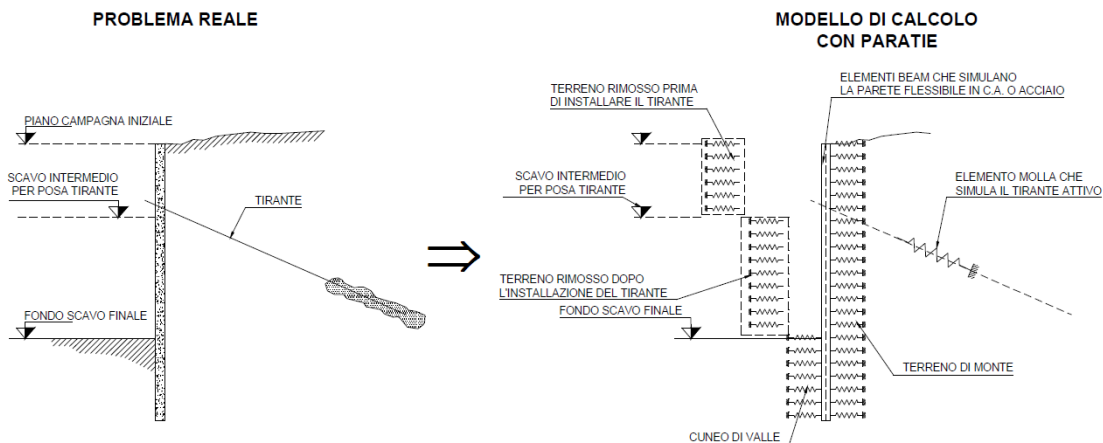 PROBLEMA REALE
PIANO CAMPAGNA INIZIALE
SCAVO INTERMEDIO
PER POSA TIRANTE
TIRANTE
FONDO SCAVO FINALE
MODELLO DI CALCOLO
CON PARATIE
TERRENO RIMOSSO PRIMA
DI INSTALLARE IL TIRANTE
ELEMENTI BEAM CHE SIMULANO
LA PARETE FLESSIBILE IN C.A. O ACCIAIO
SCAVO INTERMEDIO
PER POSA TIRANTE
ELEMENTO MOLLA CHE
SIMULA IL TIRANTE ATTIVO
TERRENO RIMOSSO DOPO
L'INSTALLAZIONE DEL TIRANTE
FONDO SCAVO FINALE
TERRENO DI MONTE
CUNEO DI VALLE